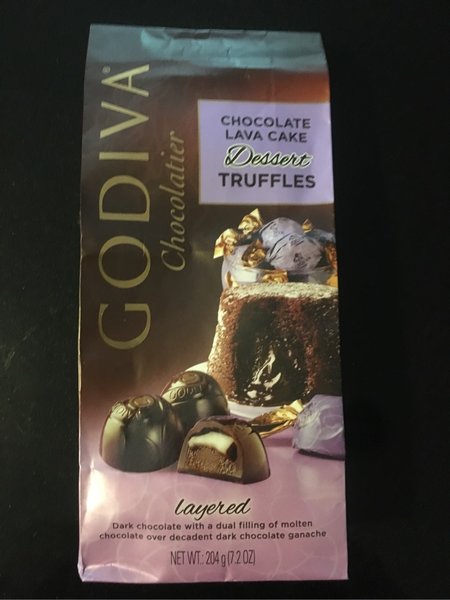 GODIVA®
Chocolatier
CHOCOLATE
LAVA CAKE
Dessert
TRUFFLES
layered
Dark chocolate with a dual filling of molten
chocolate over decadent dark chocolate ganache
NET WT.: 204 g (7.2 OZ)